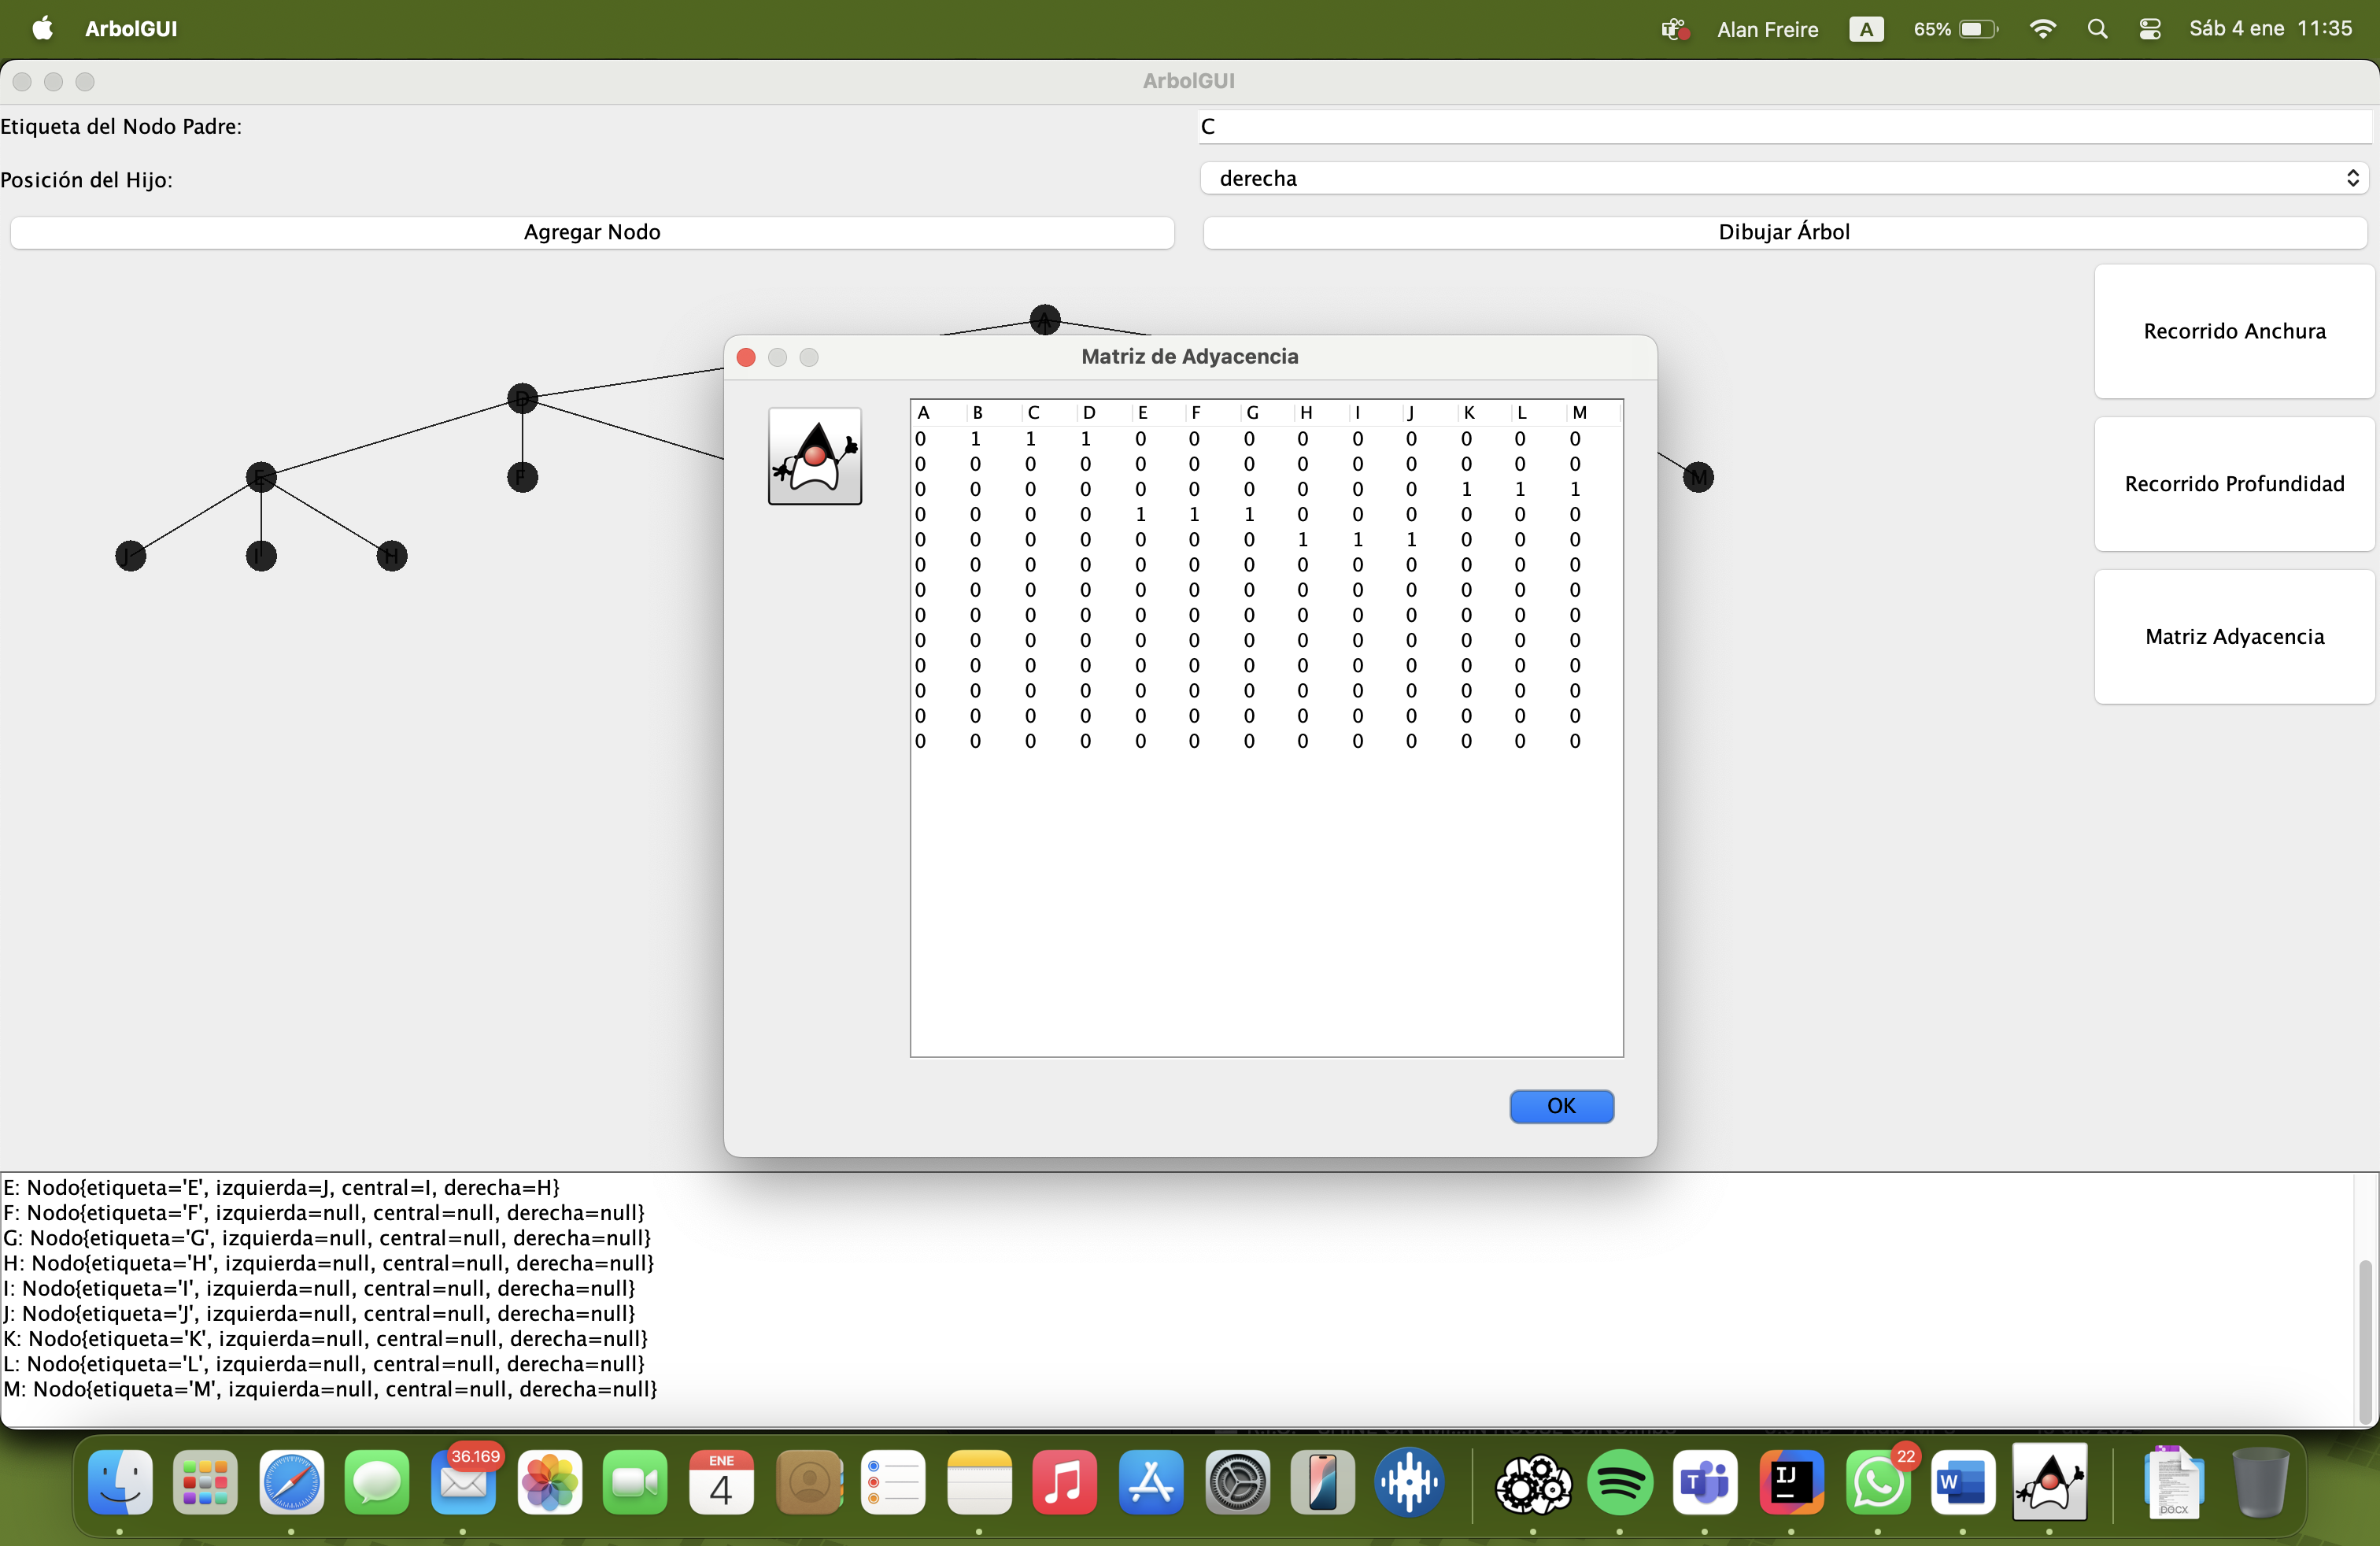 ArbolGUI
Alan Freire A 65% Sáb 4 ene 11:35
ArbolGUI
Etiqueta del Nodo Padre: C
Posición del Hijo: derecha
Agregar Nodo Dibujar Árbol
Recorrido Anchura
Recorrido Profundidad
Matriz Adyacencia
A
D
E F M
J I H
Matriz de Adyacencia
A B C D E F G H I J K L M
0 1 1 1 0 0 0 0 0 0 0 0 0
0 0 0 0 0 0 0 0 0 0 0 0 0
0 0 0 0 0 0 0 0 0 0 1 1 1
0 0 0 0 1 1 1 0 0 0 0 0 0
0 0 0 0 0 0 0 1 1 1 0 0 0
0 0 0 0 0 0 0 0 0 0 0 0 0
0 0 0 0 0 0 0 0 0 0 0 0 0
0 0 0 0 0 0 0 0 0 0 0 0 0
0 0 0 0 0 0 0 0 0 0 0 0 0
0 0 0 0 0 0 0 0 0 0 0 0 0
0 0 0 0 0 0 0 0 0 0 0 0 0
0 0 0 0 0 0 0 0 0 0 0 0 0
0 0 0 0 0 0 0 0 0 0 0 0 0
OK
E: Nodo{etiqueta='E', izquierda=J, central=I, derecha=H}
F: Nodo{etiqueta='F', izquierda=null, central=null, derecha=null}
G: Nodo{etiqueta='G', izquierda=null, central=null, derecha=null}
H: Nodo{etiqueta='H', izquierda=null, central=null, derecha=null}
I: Nodo{etiqueta='I', izquierda=null, central=null, derecha=null}
J: Nodo{etiqueta='J', izquierda=null, central=null, derecha=null}
K: Nodo{etiqueta='K', izquierda=null, central=null, derecha=null}
L: Nodo{etiqueta='L', izquierda=null, central=null, derecha=null}
M: Nodo{etiqueta='M', izquierda=null, central=null, derecha=null}
36.169
ENE
4
T
IJ
22
W
DOCX